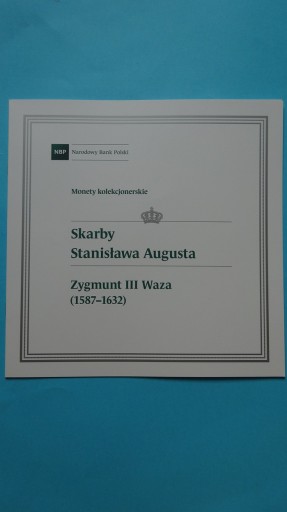 NBP Narodowy Bank Polski
Monety kolekcjonerskie
Skarby
Stanisława Augusta
Zygmunt III Waza
(1587–1632)